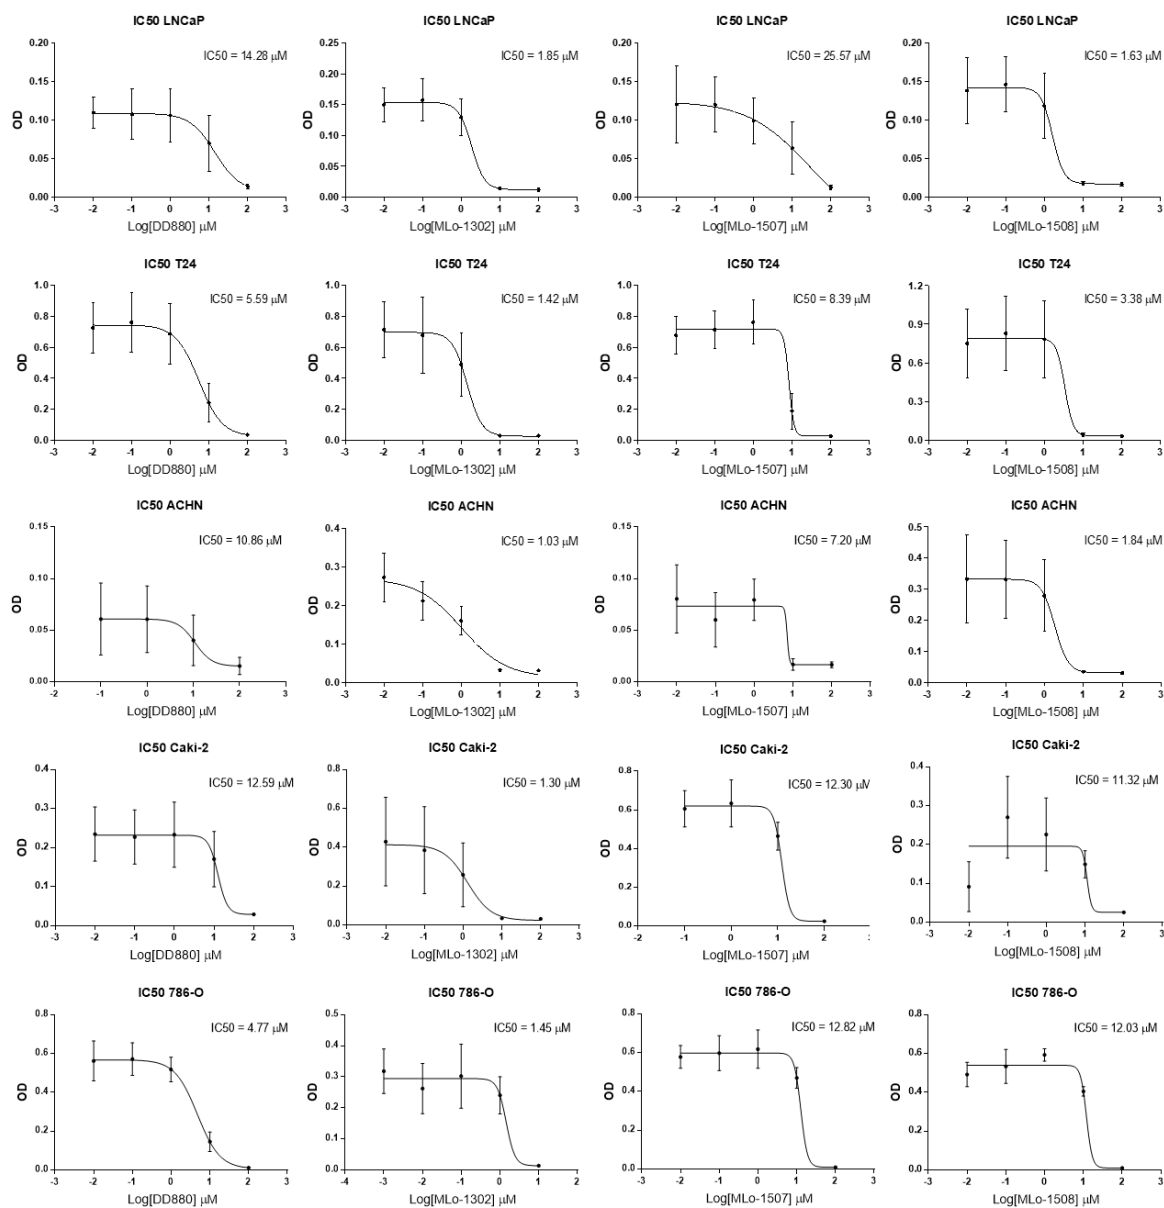 IC50 LNCaP
IC50 = 14.28 μM
0.20
0.15
0.10
0.05
0.00
OD
-3 -2 -1 0 1 2 3
Log[DD880] μM
IC50 LNCaP
IC50 = 1.85 μM
0.25
0.20
0.15
0.10
0.05
0.00
OD
-3 -2 -1 0 1 2 3
Log[MLo-1302] μM
IC50 LNCaP
IC50 = 25.57 μM
0.20
0.15
0.10
0.05
0.00
OD
-3 -2 -1 0 1 2 3
Log[MLo-1507] μM
IC50 LNCaP
IC50 = 1.63 μM
0.20
0.15
0.10
0.05
0.00
OD
-3 -2 -1 0 1 2 3
Log[MLo-1508] μM
IC50 T24
IC50 = 5.59 μM
1.0
0.8
0.6
0.4
0.2
0.0
OD
-3 -2 -1 0 1 2 3
Log[DD880] μM
IC50 T24
IC50 = 1.42 μM
1.0
0.8
0.6
0.4
0.2
0.0
OD
-3 -2 -1 0 1 2 3
Log[MLo-1302] μM
IC50 T24
IC50 = 8.39 μM
1.0
0.8
0.6
0.4
0.2
0.0
OD
-3 -2 -1 0 1 2 3
Log[MLo-1507] μM
IC50 T24
IC50 = 3.38 μM
1.2
0.9
0.6
0.3
0.0
OD
-3 -2 -1 0 1 2 3
Log[MLo-1508] μM
IC50 ACHN
IC50 = 10.86 μM
0.15
0.10
0.05
0.00
OD
-2 -1 0 1 2 3
Log[DD880] μM
IC50 ACHN
IC50 = 1.03 μM
0.4
0.3
0.2
0.1
0.0
OD
-3 -2 -1 0 1 2 3
Log[MLo-1302] μM
IC50 ACHN
IC50 = 7.20 μM
0.15
0.10
0.05
0.00
OD
-3 -2 -1 0 1 2 3
Log[MLo-1507] μM
IC50 ACHN
IC50 = 1.84 μM
0.5
0.4
0.3
0.2
0.1
0.0
OD
-3 -2 -1 0 1 2 3
Log[MLo-1508] μM
IC50 Caki-2
IC50 = 12.59 μM
0.4
0.3
0.2
0.1
0.0
OD
-3 -2 -1 0 1 2 3
Log[DD880] μM
IC50 Caki-2
IC50 = 1.30 μM
0.8
0.6
0.4
0.2
0.0
OD
-3 -2 -1 0 1 2 3
Log[MLo-1302] μM
IC50 Caki-2
IC50 = 12.30 μM
0.8
0.6
0.4
0.2
0.0
OD
-2 -1 0 1 2
Log[MLo-1507] μM
IC50 Caki-2
IC50 = 11.32 μM
0.4
0.3
0.2
0.1
0.0
OD
-3 -2 -1 0 1 2 3
Log[MLo-1508] μM
IC50 786-O
IC50 = 4.77 μM
0.8
0.6
0.4
0.2
0.0
OD
-3 -2 -1 0 1 2 3
Log[DD880] μM
IC50 786-O
IC50 = 1.45 μM
0.5
0.4
0.3
0.2
0.1
0.0
OD
-4 -3 -2 -1 0 1 2
Log[MLo-1302] μM
IC50 786-O
IC50 = 12.82 μM
0.8
0.6
0.4
0.2
0.0
OD
-3 -2 -1 0 1 2 3
Log[MLo-1507] μM
IC50 786-O
IC50 = 12.03 μM
0.8
0.6
0.4
0.2
0.0
OD
-3 -2 -1 0 1 2 3
Log[MLo-1508] μM